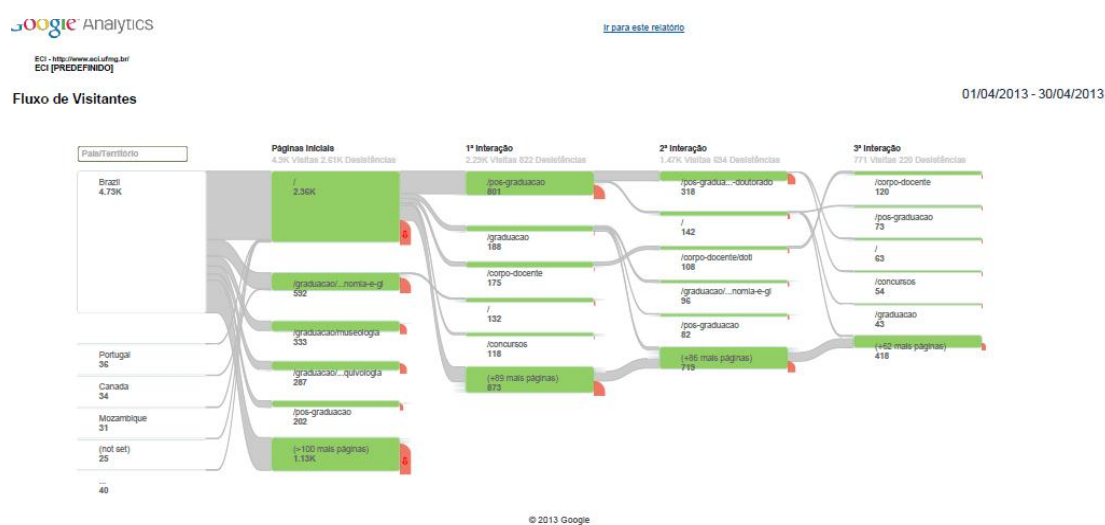 Google Analytics
Ir para este relatório
ECI - http://www.eci.ufmg.br/
ECI [PREDEFINIDO]
Fluxo de Visitantes
01/04/2013 - 30/04/2013
País/Território
Brazil
4.73K
Portugal
36
Canada
34
Mozambique
31
(not set)
25
...
40
Páginas iniciais
4.9K Visitas 2.61K Desistências
/
2.36K
/graduacao/...nomia-e-gi
592
/graduacao/museologia
333
/graduacao/...quivologia
287
/pos-graduacao
202
(>100 mais páginas)
1.13K
1ª Interação
2.29K Visitas 822 Desistências
/pos-graduacao
801
/graduacao
188
/corpo-docente
175
/
132
/concursos
118
(+89 mais páginas)
873
2ª Interação
1.47K Visitas 694 Desistências
/pos-gradua...-doutorado
318
/
142
/corpo-docente/doti
108
/graduacao/...nomia-e-gi
96
/pos-graduacao
82
(+86 mais páginas)
719
3ª Interação
771 Visitas 220 Desistências
/corpo-docente
120
/pos-graduacao
73
/
63
/concursos
54
/graduacao
43
(+62 mais páginas)
418
© 2013 Google